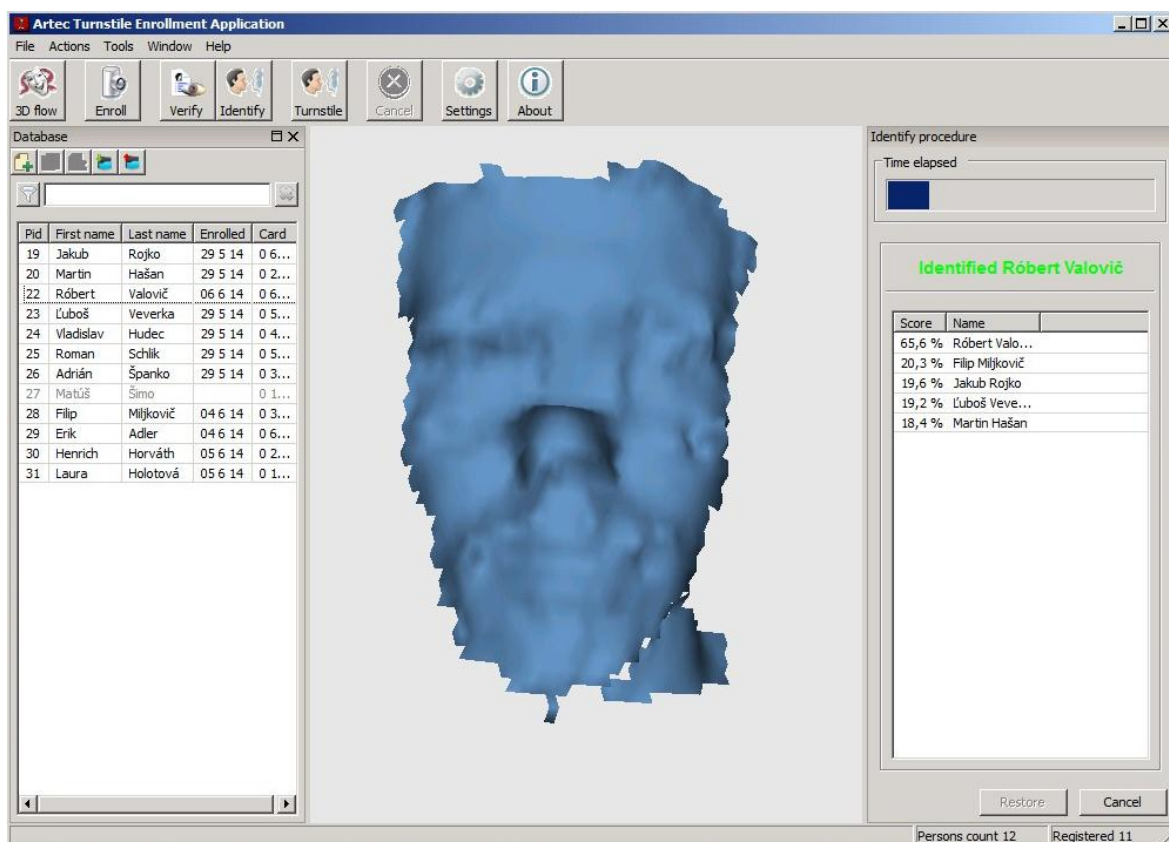 Artec Turnstile Enrollment Application
File Actions Tools Window Help
3D flow Enroll Verify Identify Turnstile Cancel Settings About
Database
Pid First name Last name Enrolled Card
19 Jakub Rojko 29 5 14 0 6...
20 Martin Hašan 29 5 14 0 2...
22 Róbert Valovič 06 6 14 0 6...
23 Ľuboš Veverka 29 5 14 0 5...
24 Vladislav Hudec 29 5 14 0 4...
25 Roman Schlik 29 5 14 0 5...
26 Adrián Španko 29 5 14 0 3...
27 Matúš Šimo 0 1...
28 Filip Miljkovič 04 6 14 0 3...
29 Erik Adler 04 6 14 0 6...
30 Henrich Horváth 05 6 14 0 2...
31 Laura Holotová 05 6 14 0 1...
Identify procedure
Time elapsed
Identified Róbert Valovič
Score Name
65,6 % Róbert Valo...
20,3 % Filip Miljkovič
19,6 % Jakub Rojko
19,2 % Ľuboš Veve...
18,4 % Martin Hašan
Restore Cancel
Persons count 12 Registered 11